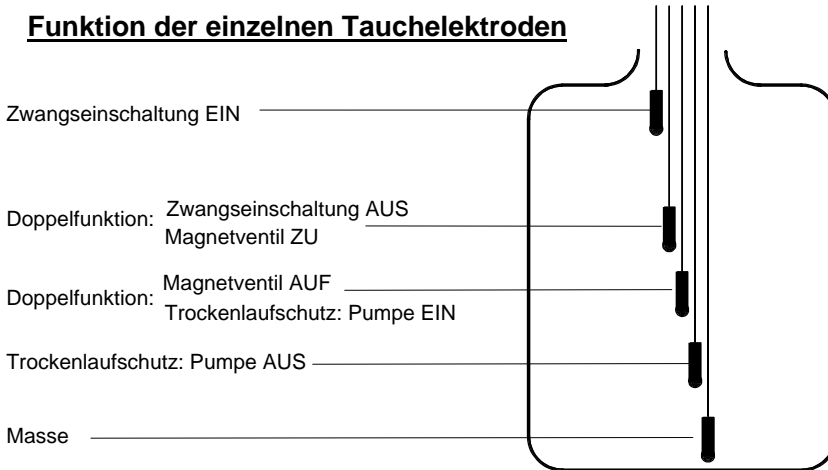 Funktion der einzelnen Tauchelektroden
Zwangseinschaltung EIN
Doppelfunktion: Zwangseinschaltung AUS
Magnetventil ZU
Doppelfunktion: Magnetventil AUF
Trockenlaufschutz: Pumpe EIN
Trockenlaufschutz: Pumpe AUS
Masse